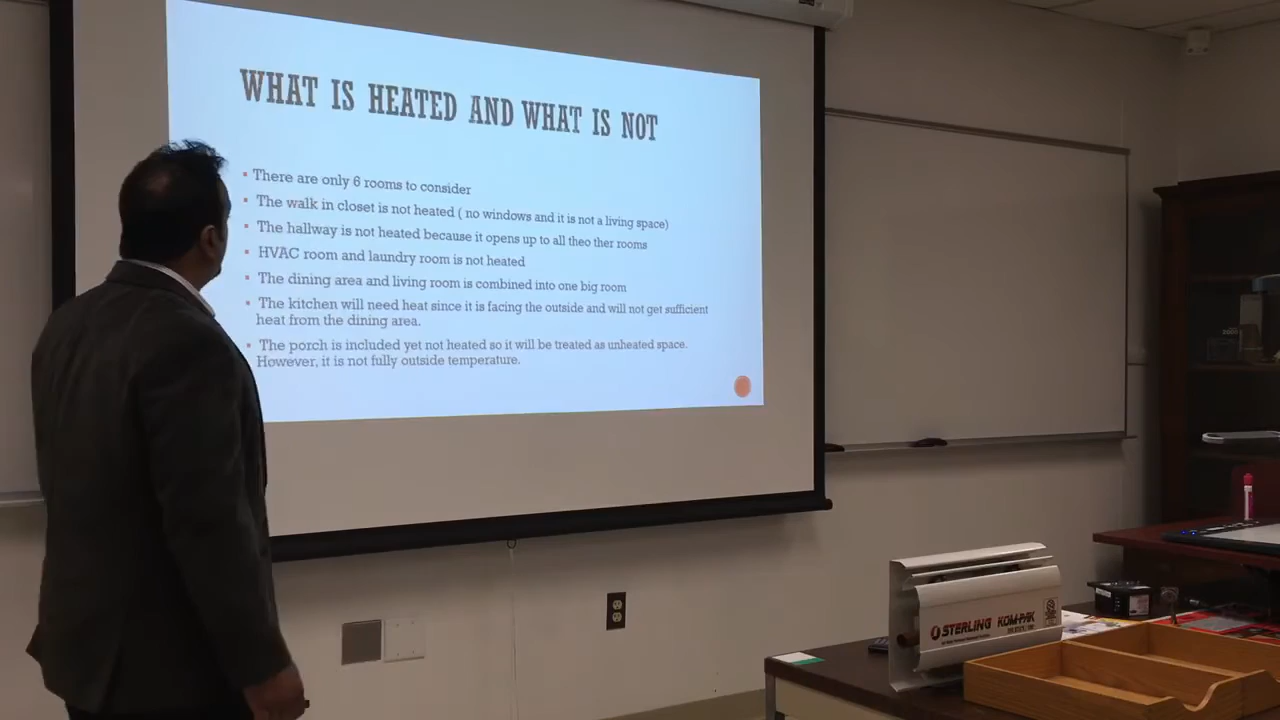 WHAT IS HEATED AND WHAT IS NOT
There are only 6 rooms to consider
The walk in closet is not heated ( no windows and it is not a living space)
The hallway is not heated because it opens up to all theo ther rooms
HVAC room and laundry room is not heated
The dining area and living room is combined into one big room
The kitchen will need heat since it is facing the outside and will not get sufficient
heat from the dining area.
The porch is included yet not heated so it will be treated as unheated space.
However, it is not fully outside temperature.
STERLING KOM-PAK